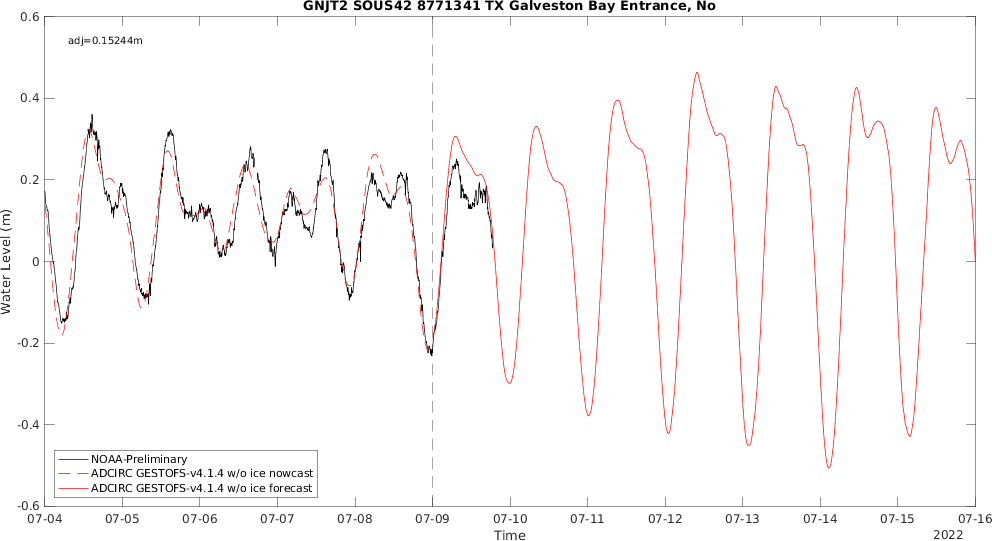 GNJT2 SOUS42 8771341 TX Galveston Bay Entrance, No
adj=0.15244m
0.6
0.4
0.2
0
-0.2
-0.4
-0.6
Water Level (m)
NOAA-Preliminary
ADCIRC GESTOFS-v4.1.4 w/o ice nowcast
ADCIRC GESTOFS-v4.1.4 w/o ice forecast
07-04 07-05 07-06 07-07 07-08 07-09 07-10 07-11 07-12 07-13 07-14 07-15 07-16
Time
2022